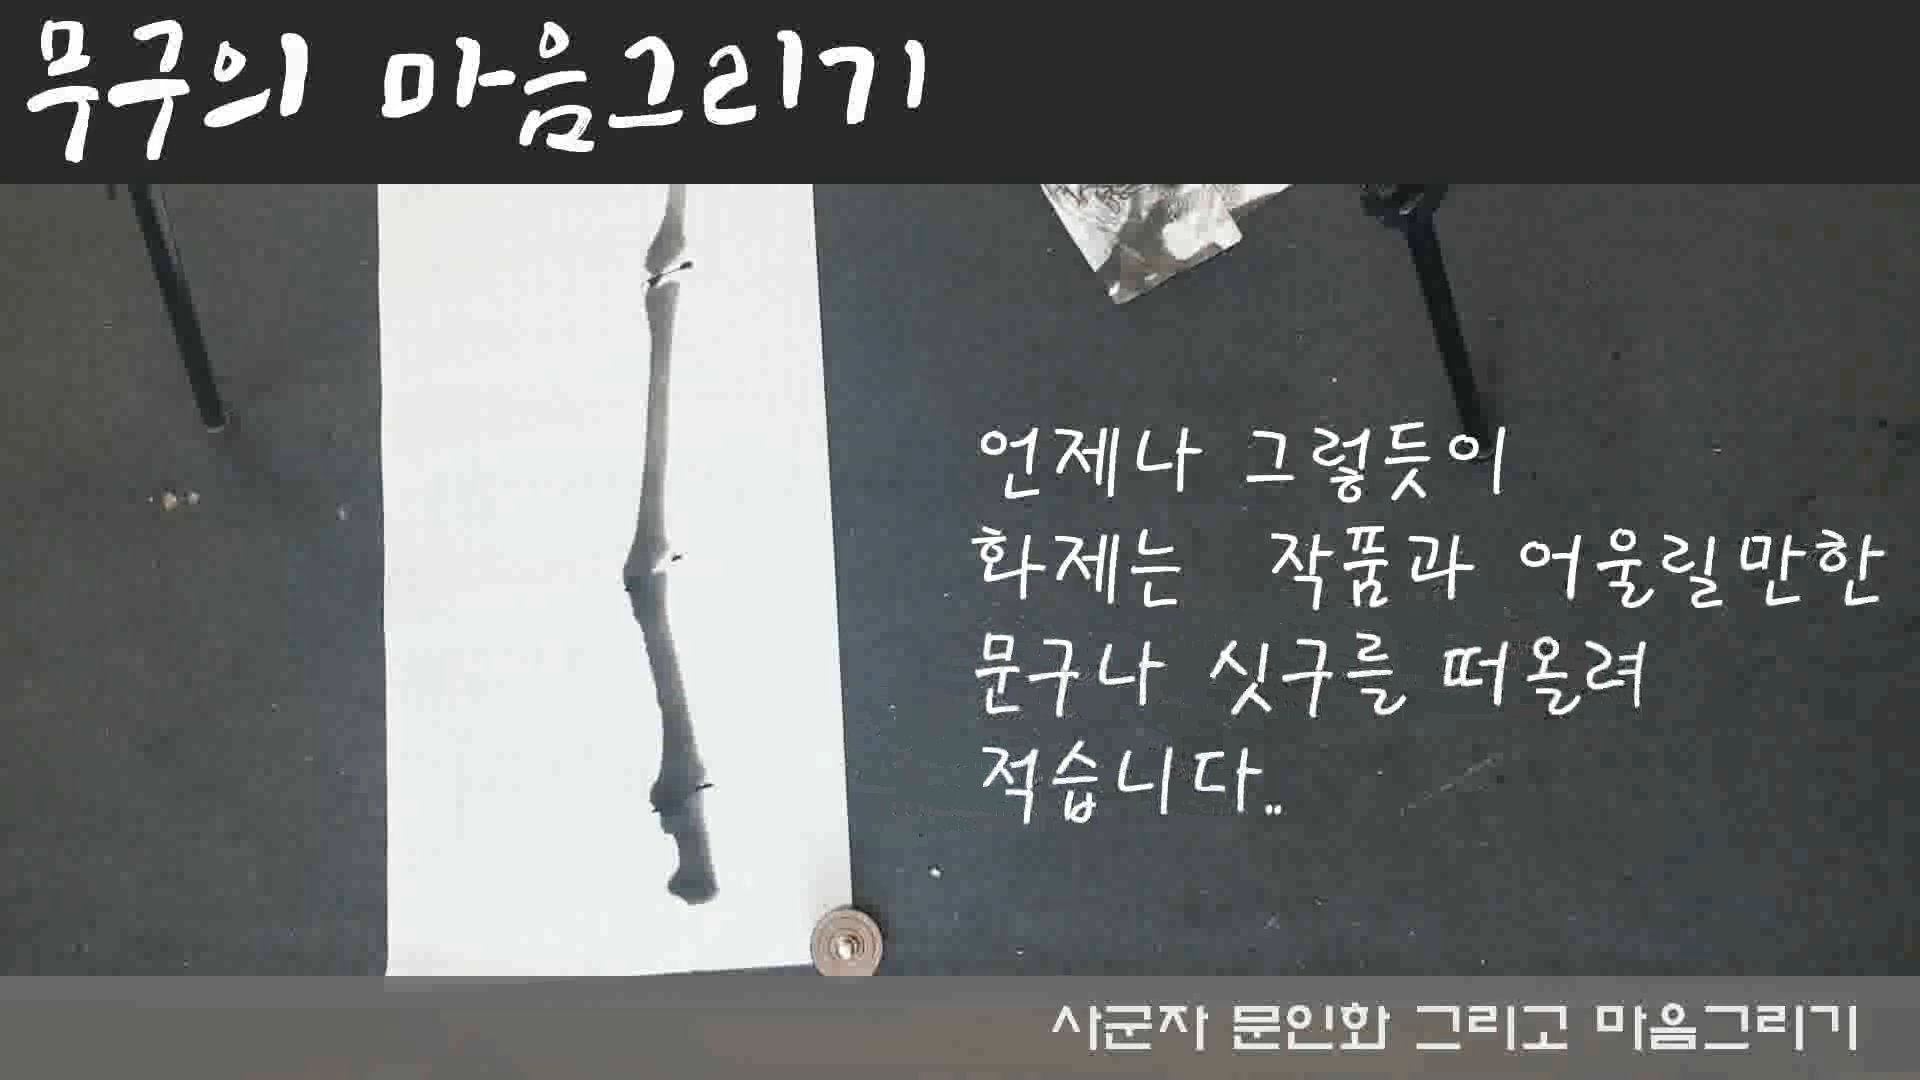 무구의 마음그리기
언제나 그렇듯이
화제는 작품과 어울릴만한
문구나 싯구를 떠올려
적습니다..
사군자 문인화 그리고 마음그리기